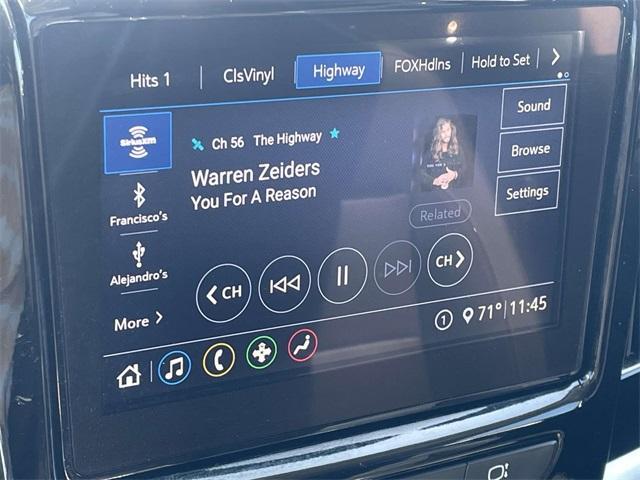 Hits 1 ClsVinyl Highway FOXHdlns Hold to Set
SiriusXM
Ch 56 The Highway
Warren Zeiders
You For A Reason
Related
Sound
Browse
Settings
Francisco's
Alejandro's
More
CH CH
1 71° 11:45